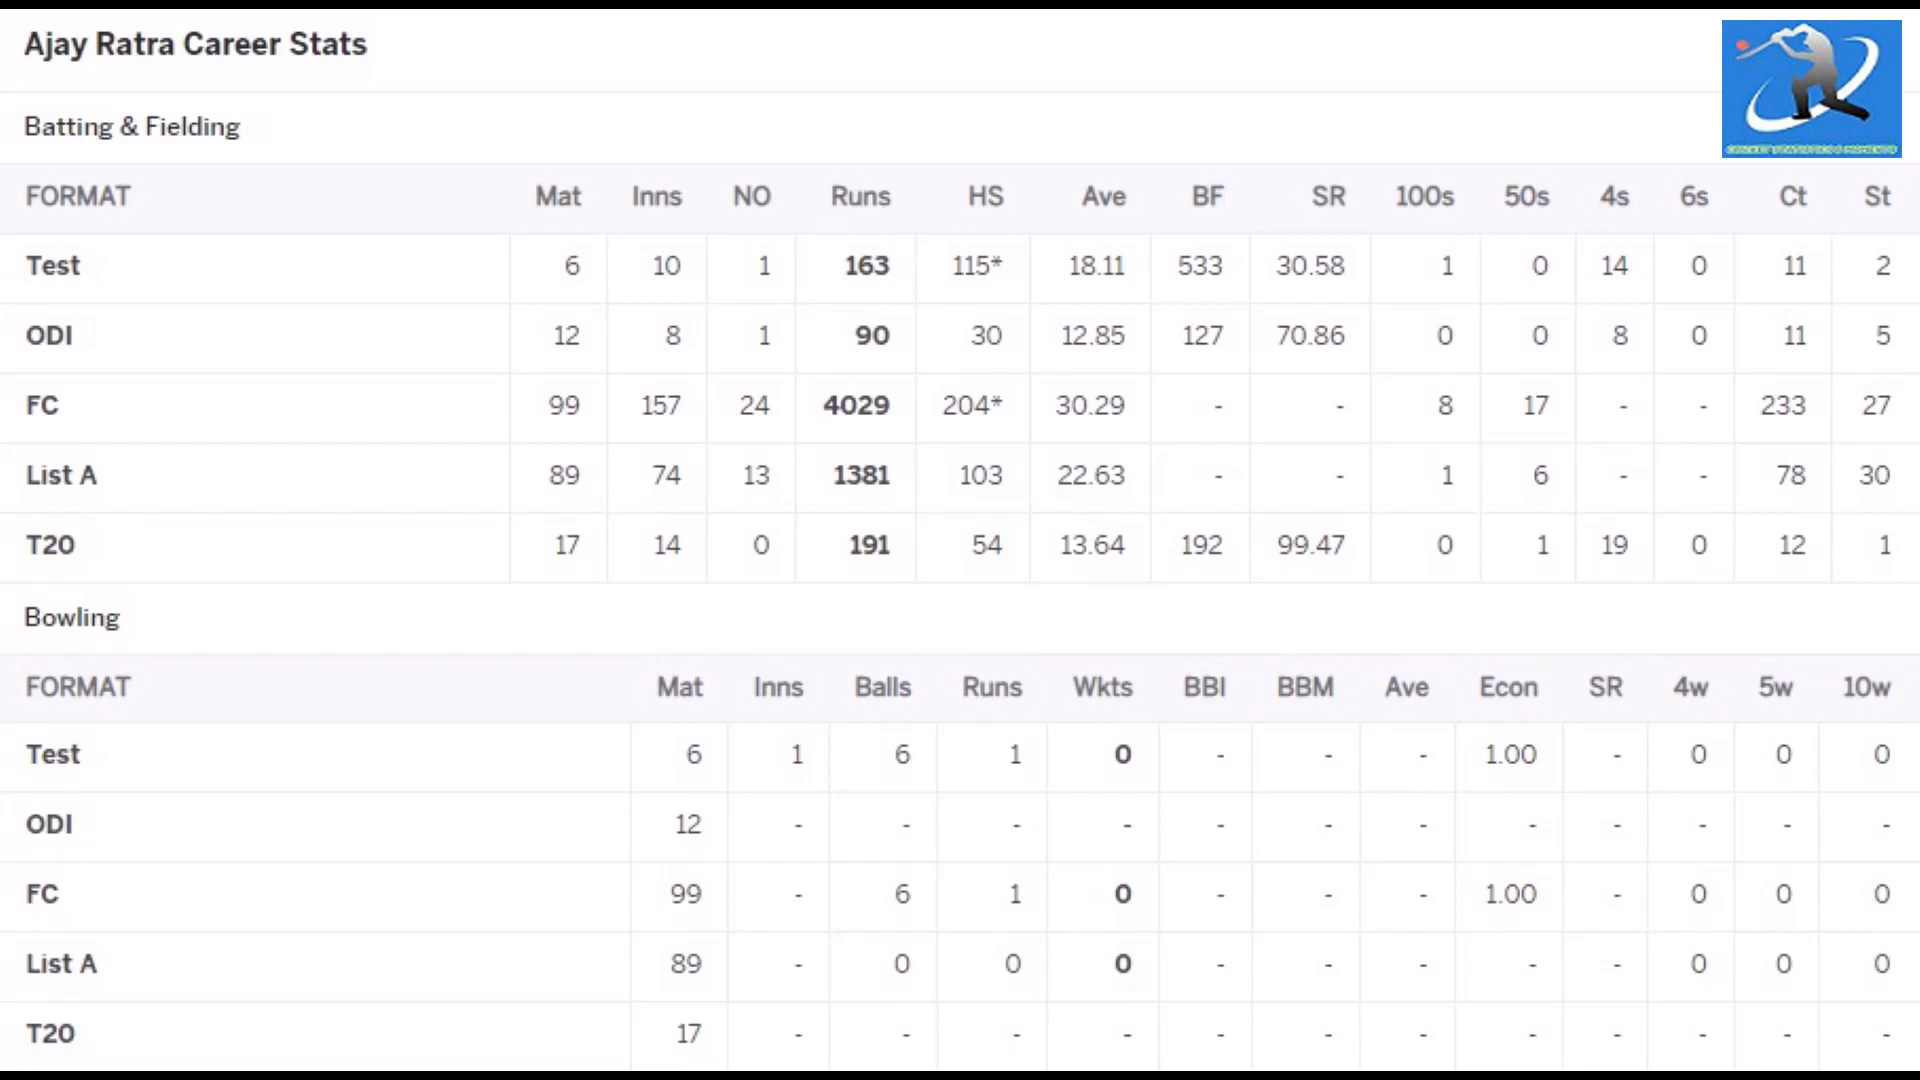 Ajay Ratra Career Stats
Batting & Fielding
FORMAT Mat Inns NO Runs HS Ave BF SR 100s 50s 4s 6s Ct St
Test 6 10 1 163 115* 18.11 533 30.58 1 0 14 0 11 2
ODI 12 8 1 90 30 12.85 127 70.86 0 0 8 0 11 5
FC 99 157 24 4029 204* 30.29 - - 8 17 - - 233 27
List A 89 74 13 1381 103 22.63 - - 1 6 - - 78 30
T20 17 14 0 191 54 13.64 192 99.47 0 1 19 0 12 1
Bowling
FORMAT Mat Inns Balls Runs Wkts BBI BBM Ave Econ SR 4w 5w 10w
Test 6 1 6 1 0 - - - 1.00 - 0 0 0
ODI 12 - - - - - - - - - - - -
FC 99 - 6 1 0 - - - 1.00 - 0 0 0
List A 89 - 0 0 0 - - - - - 0 0 0
T20 17 - - - - - - - - - - - -